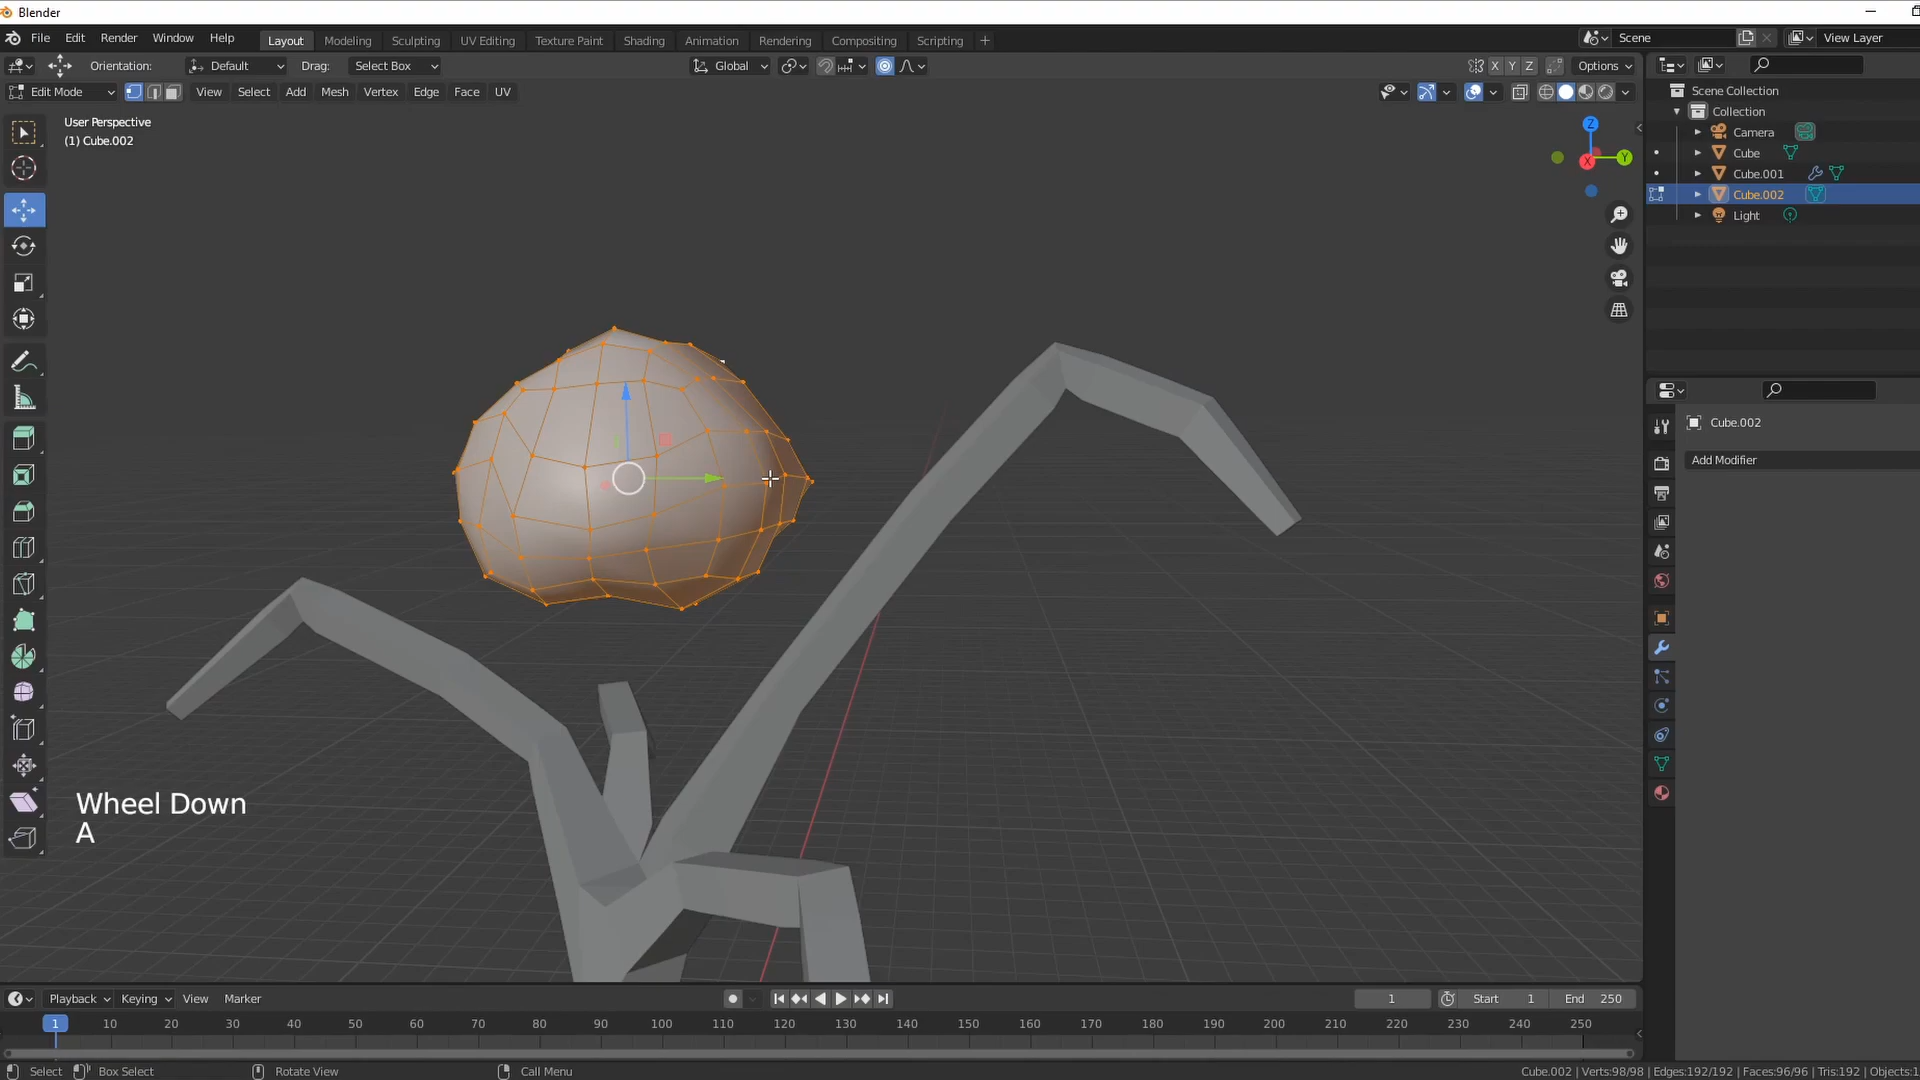 Blender
File Edit Render Window Help Layout Modeling Sculpting UV Editing Texture Paint Shading Animation Rendering Compositing Scripting + Scene View Layer
Orientation: Default Drag: Select Box Global X Y Z Options
Edit Mode View Select Add Mesh Vertex Edge Face UV
User Perspective
(1) Cube.002
Z
X Y
Scene Collection
Collection
Camera
Cube
Cube.001
Cube.002
Light
Cube.002
Add Modifier
Wheel Down
A
Playback Keying View Marker 1 Start 1 End 250
1 10 20 30 40 50 60 70 80 90 100 110 120 130 140 150 160 170 180 190 200 210 220 230 240 250
Select Box Select Rotate View Call Menu Cube.002 | Verts:98/98 | Edges:192/192 | Faces:96/96 | Tris:192 | Objects:1